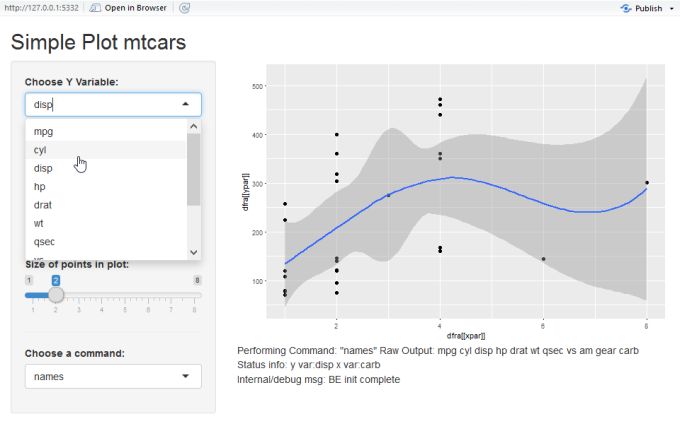 http://127.0.0.1:5332 Open in Browser Publish
Simple Plot mtcars
Choose Y Variable:
disp
mpg
cyl
disp
hp
drat
wt
qsec
vs
Size of points in plot:
1 2 8
1 2 3 4 5 6 7 8
Choose a command:
names
500
400
300
200
100
dfra[[ypar]]
2 4 6 8
dfra[[xpar]]
Performing Command: "names" Raw Output: mpg cyl disp hp drat wt qsec vs am gear carb
Status info: y var:disp x var:carb
Internal/debug msg: BE init complete